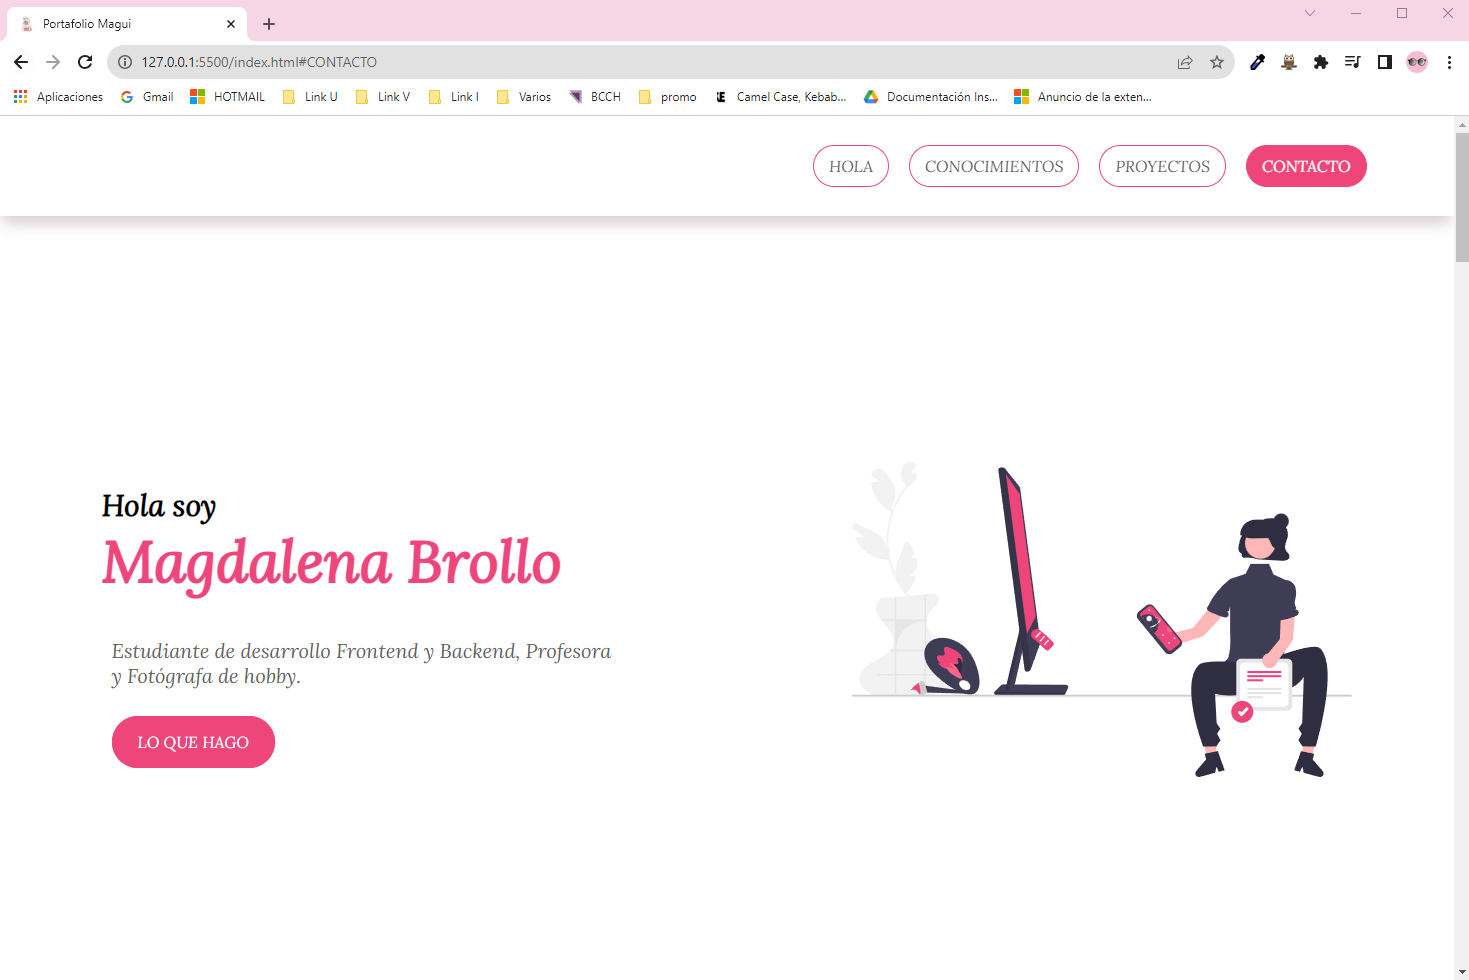 Portafolio Magui
127.0.0.1:5500/index.html#CONTACTO
Aplicaciones Gmail HOTMAIL Link U Link V Link I Varios BCCH promo Camel Case, Kebab... Documentación Ins... Anuncio de la exten...
HOLA CONOCIMIENTOS PROYECTOS CONTACTO
Hola soy
Magdalena Brollo
Estudiante de desarrollo Frontend y Backend, Profesora
y Fotógrafa de hobby.
LO QUE HAGO